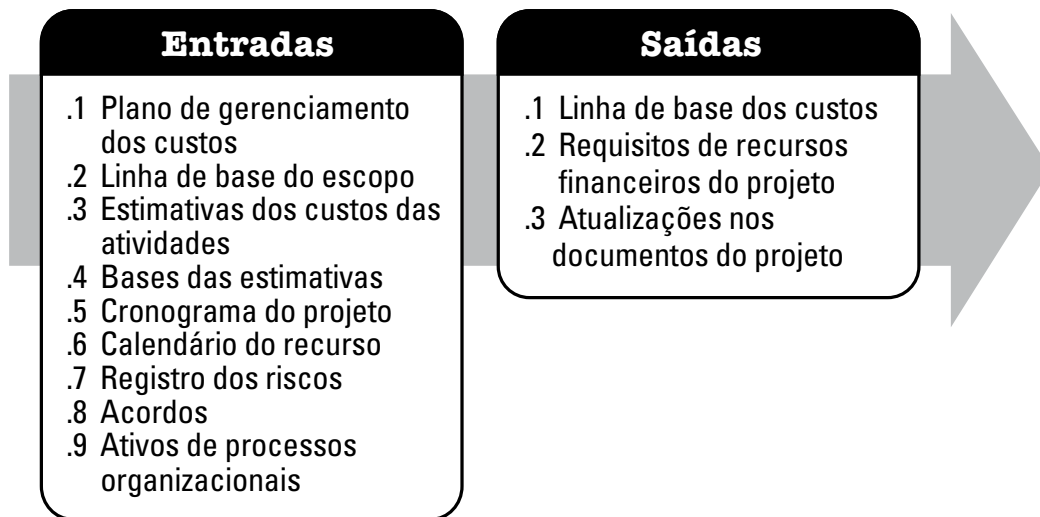 Entradas
.1 Plano de gerenciamento
dos custos
.2 Linha de base do escopo
.3 Estimativas dos custos das
atividades
.4 Bases das estimativas
.5 Cronograma do projeto
.6 Calendário do recurso
.7 Registro dos riscos
.8 Acordos
.9 Ativos de processos
organizacionais
Saídas
.1 Linha de base dos custos
.2 Requisitos de recursos
financeiros do projeto
.3 Atualizações nos
documentos do projeto